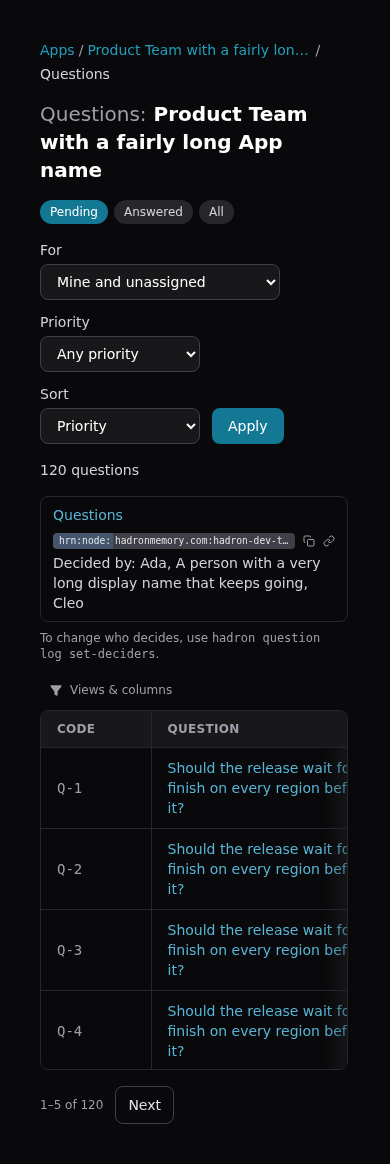 Apps / Product Team with a fairly lon… /
Questions
Questions: Product Team
with a fairly long App
name
Pending Answered All
For
Mine and unassigned
Priority
Any priority
Sort
Priority Apply
120 questions
Questions
hrn:node: hadronmemory.com:hadron-dev-t…
Decided by: Ada, A person with a very
long display name that keeps going,
Cleo
To change who decides, use hadron question
log set-deciders.
Views & columns
CODE QUESTION
Q-1
Should the release wait fo
finish on every region bef
it?
Q-2
Should the release wait fo
finish on every region bef
it?
Q-3
Should the release wait fo
finish on every region bef
it?
Q-4
Should the release wait fo
finish on every region bef
it?
1–5 of 120 Next